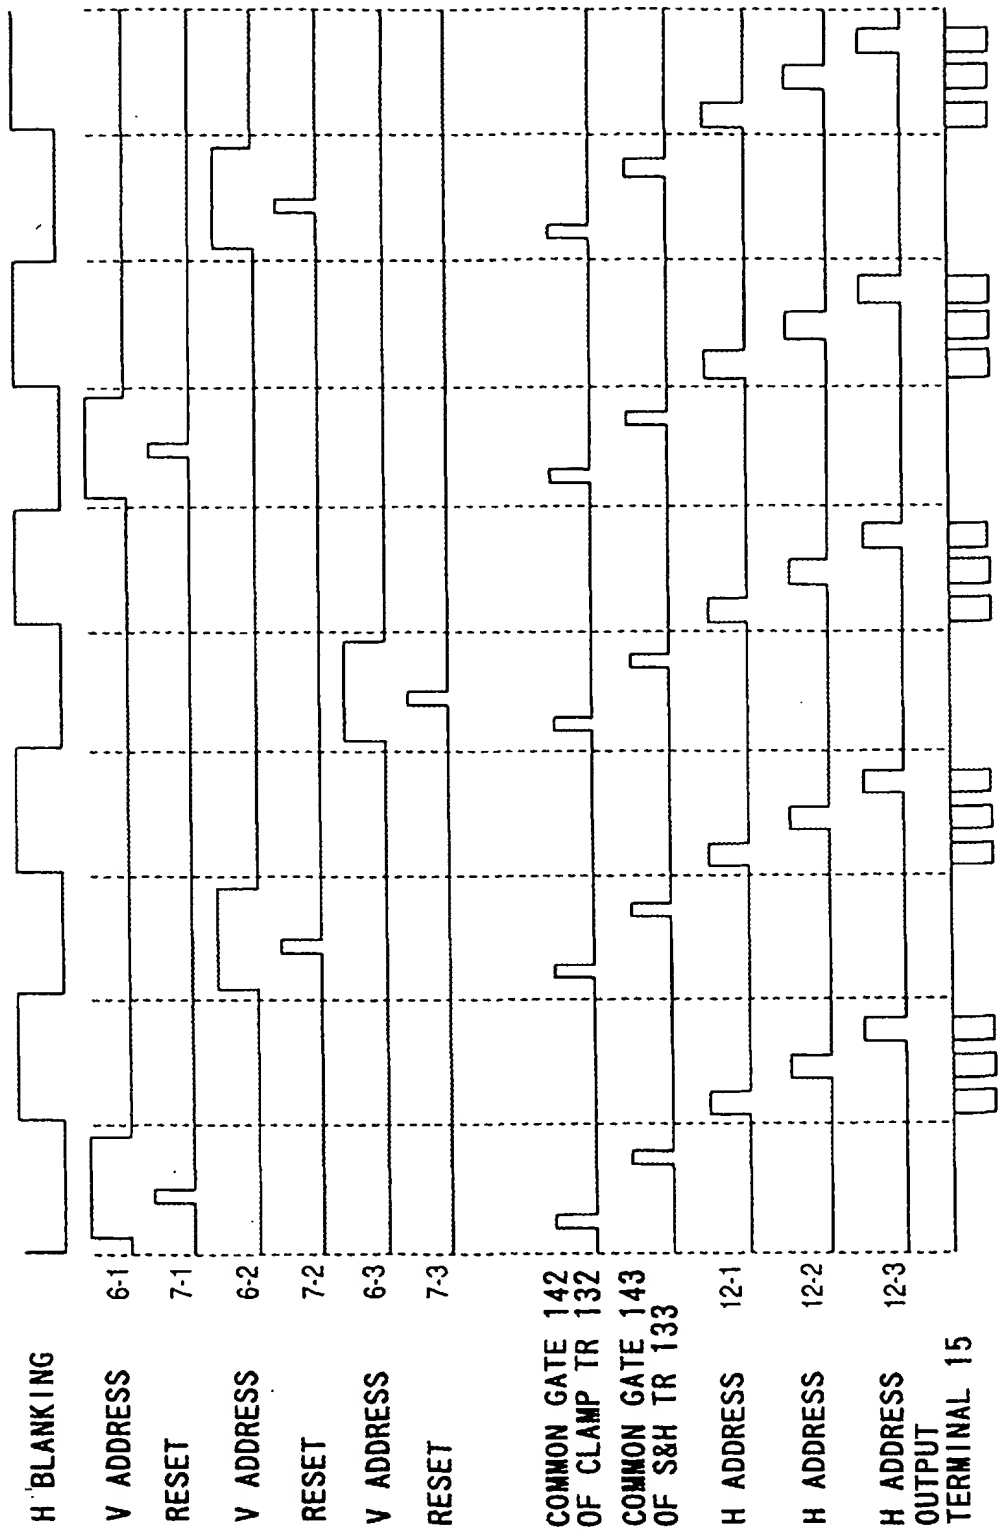 H BLANKING
V ADDRESS 6-1
RESET 7-1
V ADDRESS 6-2
RESET 7-2
V ADDRESS 6-3
RESET 7-3
COMMON GATE 142
OF CLAMP TR 132
COMMON GATE 143
OF S&H TR 133
H ADDRESS 12-1
H ADDRESS 12-2
H ADDRESS 12-3
OUTPUT
TERMINAL 15